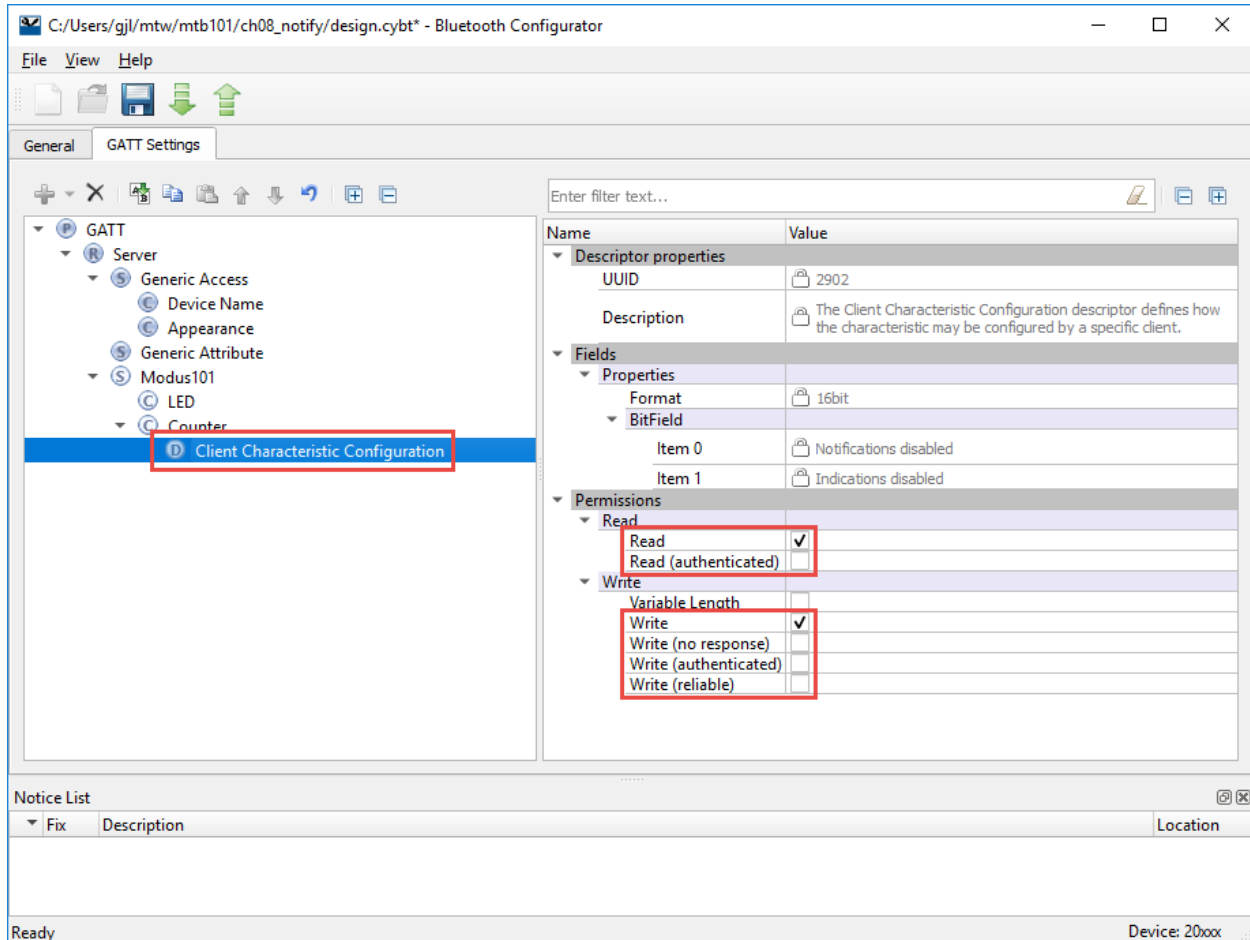 C:/Users/gjl/mtw/mtb101/ch08_notify/design.cybt* - Bluetooth Configurator
File View Help
General GATT Settings
Enter filter text...
GATT
Server
Generic Access
Device Name
Appearance
Generic Attribute
Modus101
LED
Counter
Client Characteristic Configuration
Name Value
Descriptor properties
UUID 2902
Description The Client Characteristic Configuration descriptor defines how
the characteristic may be configured by a specific client.
Fields
Properties
Format 16bit
BitField
Item 0 Notifications disabled
Item 1 Indications disabled
Permissions
Read
Read
Read (authenticated)
Write
Variable Length
Write
Write (no response)
Write (authenticated)
Write (reliable)
Notice List
Fix Description Location
Ready Device: 20xxx